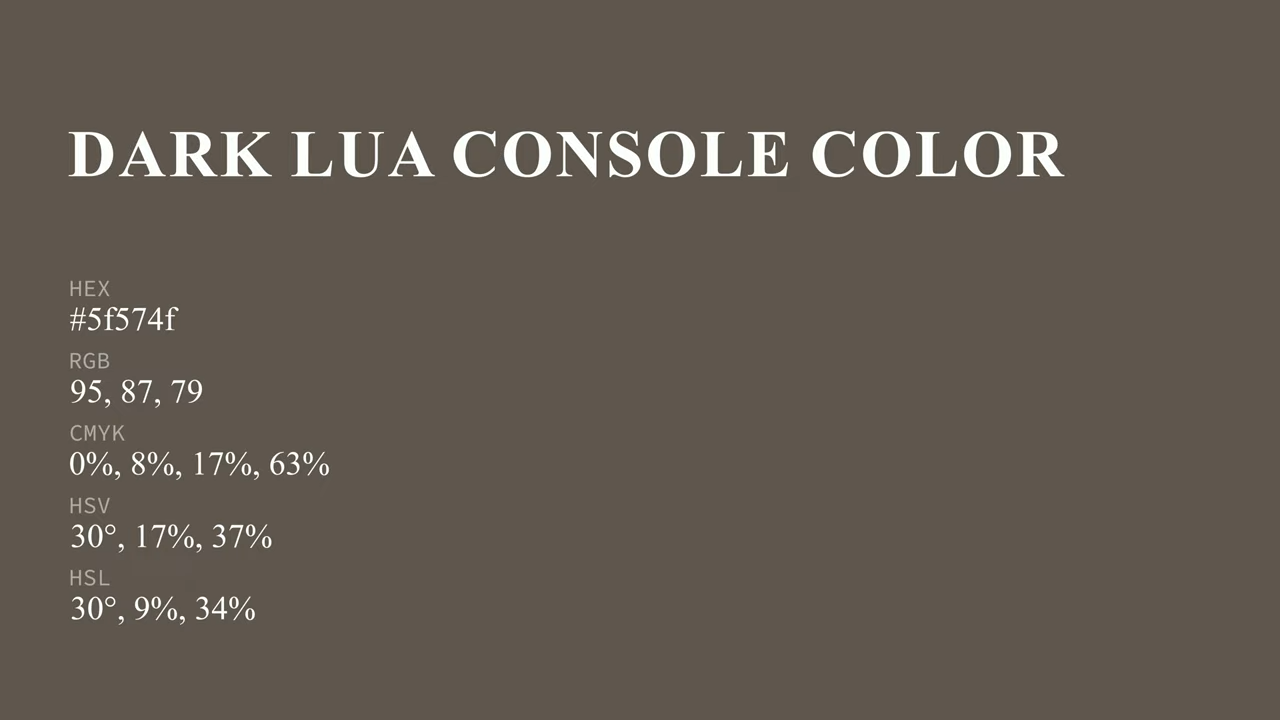 DARK LUA CONSOLE COLOR
HEX
#5f574f
RGB
95, 87, 79
CMYK
0%, 8%, 17%, 63%
HSV
30°, 17%, 37%
HSL
30°, 9%, 34%